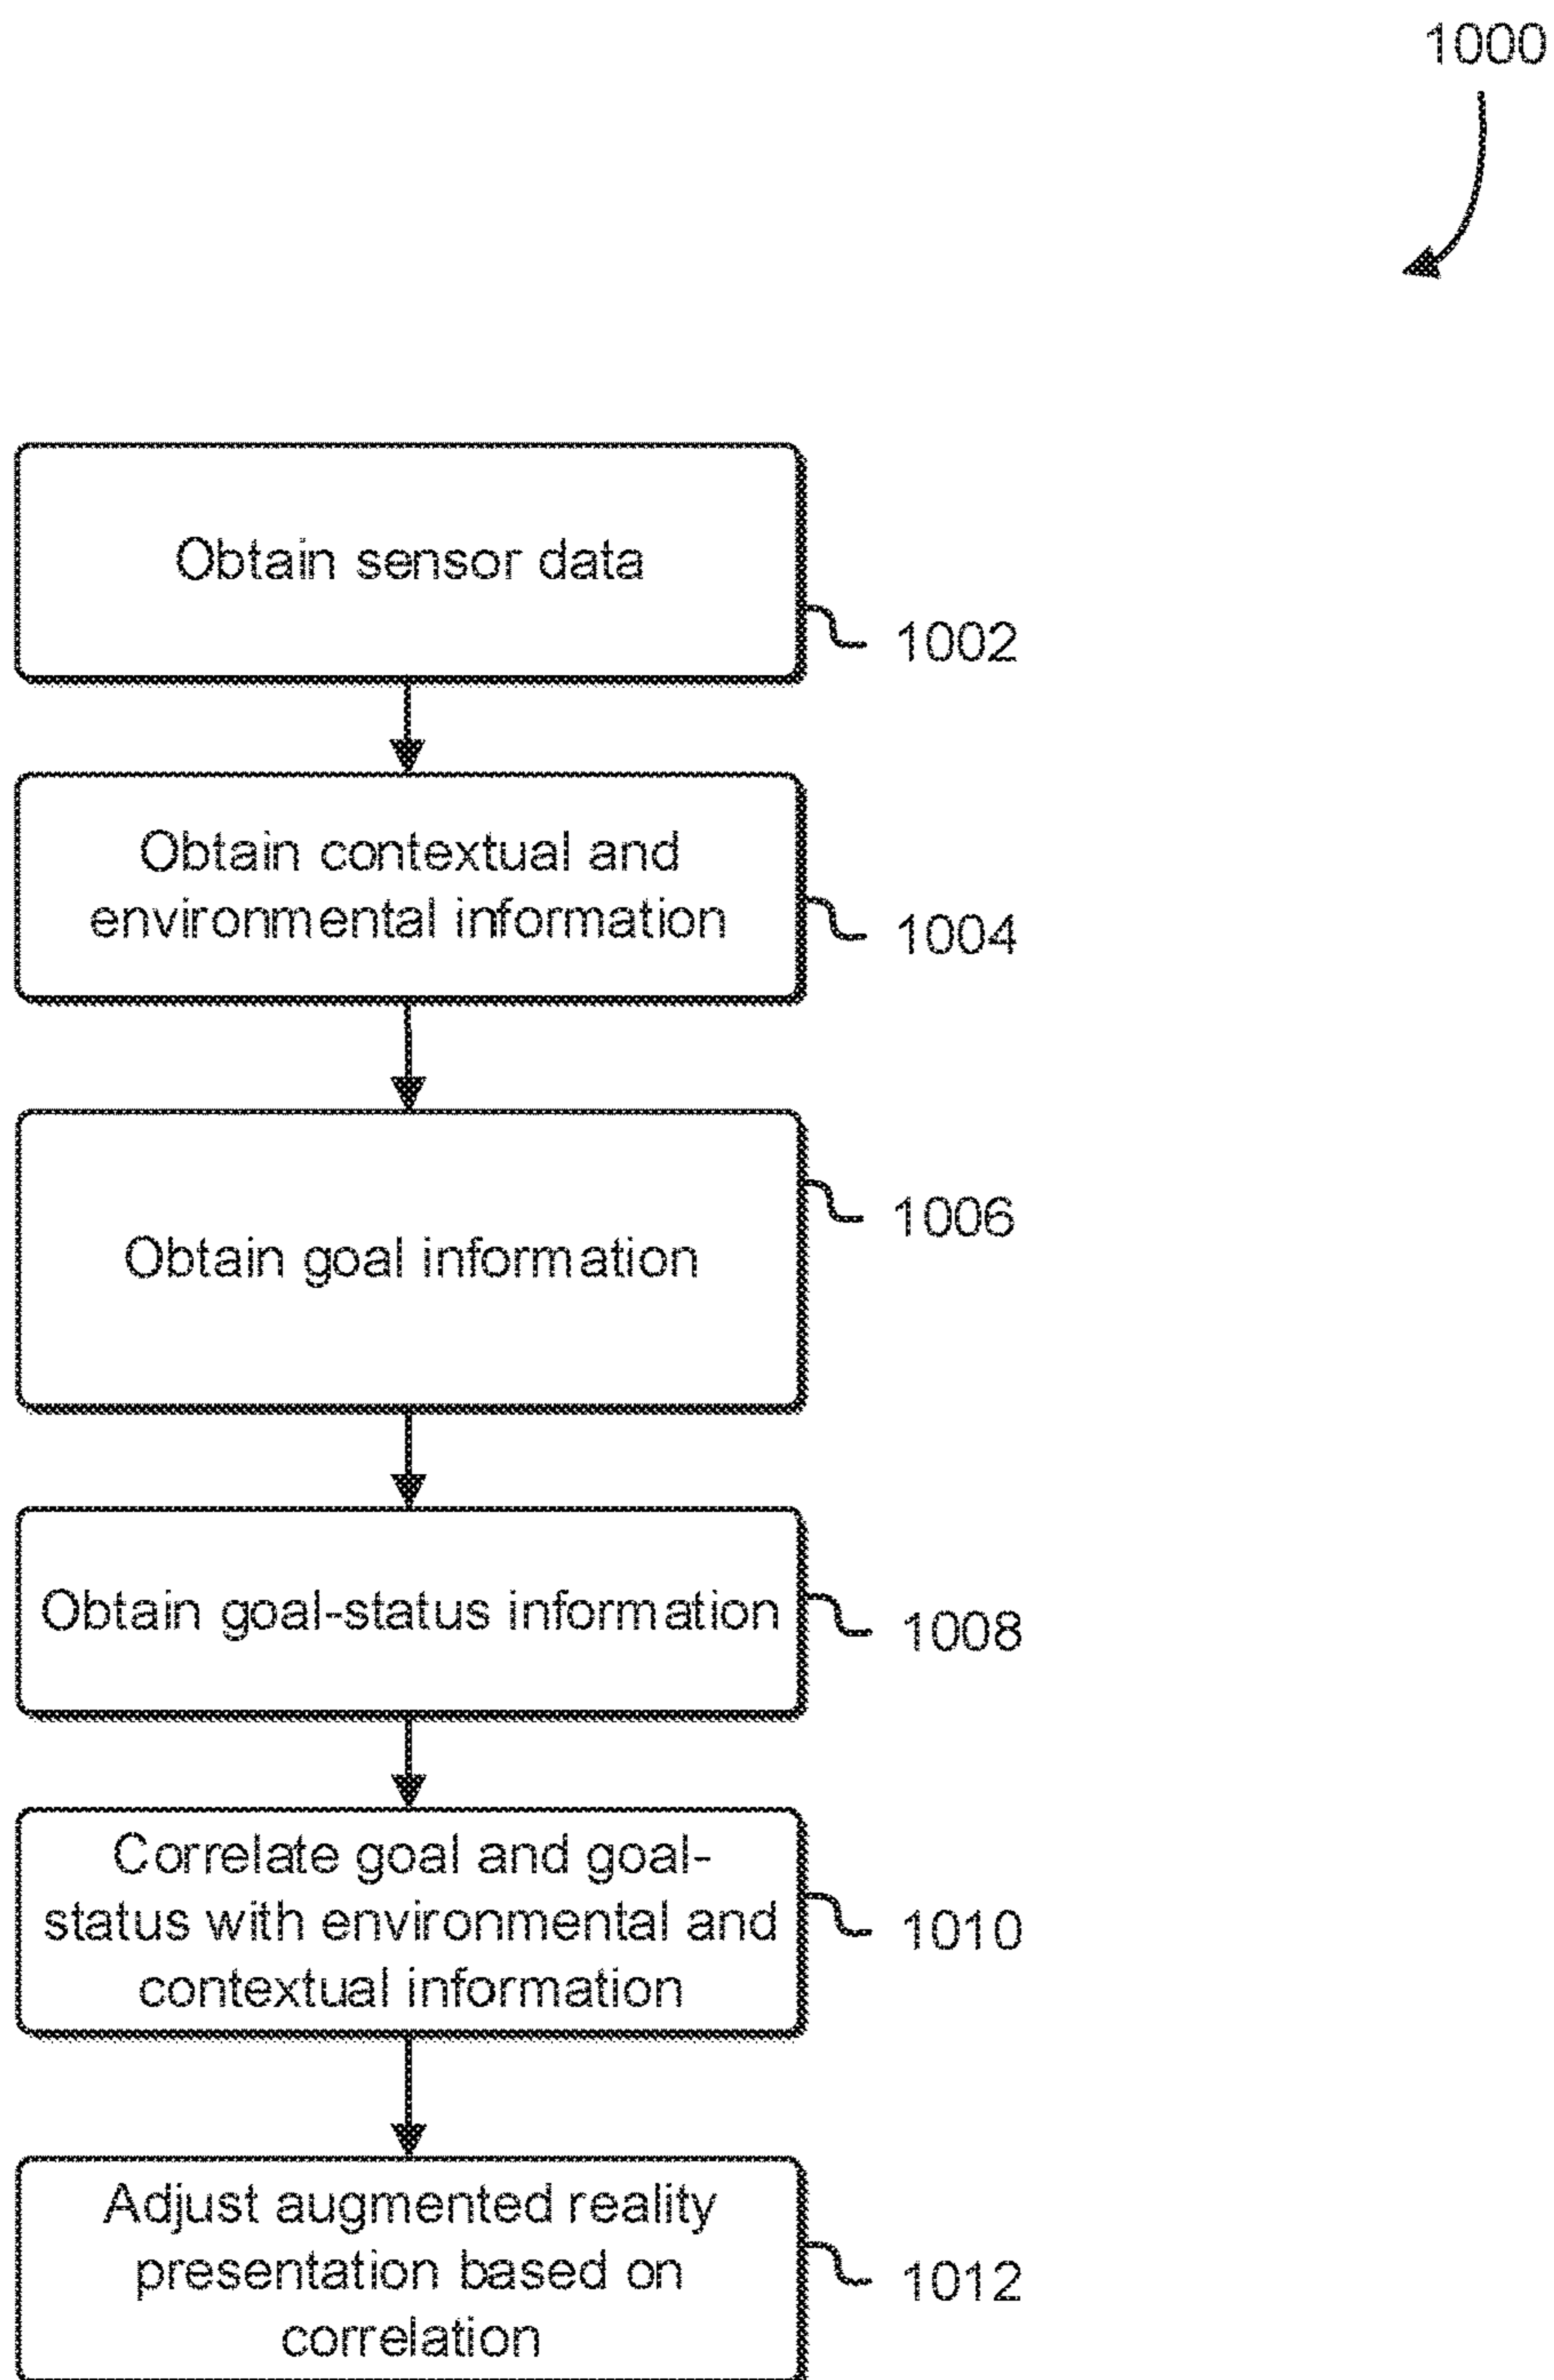 1000
Obtain sensor data
1002
Obtain contextual and
environmental information
1004
Obtain goal information
1006
Obtain goal-status information
1008
Correlate goal and goal-
status with environmental and
contextual information
1010
Adjust augmented reality
presentation based on
correlation
1012